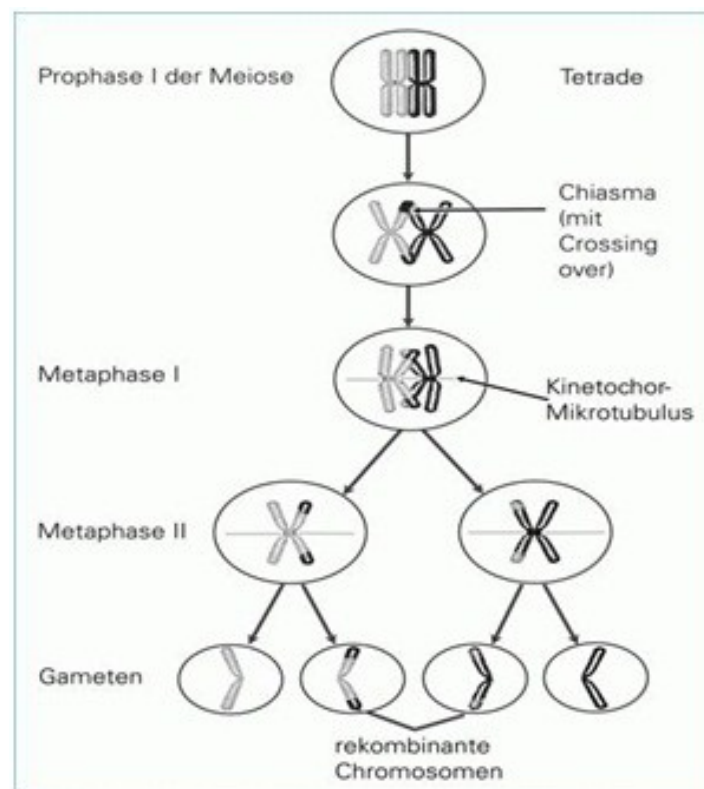 Prophase I der Meiose
Tetrade
Chiasma
(mit
Crossing
over)
Metaphase I
Kinetochor-
Mikrotubulus
Metaphase II
Gameten
rekombinante
Chromosomen